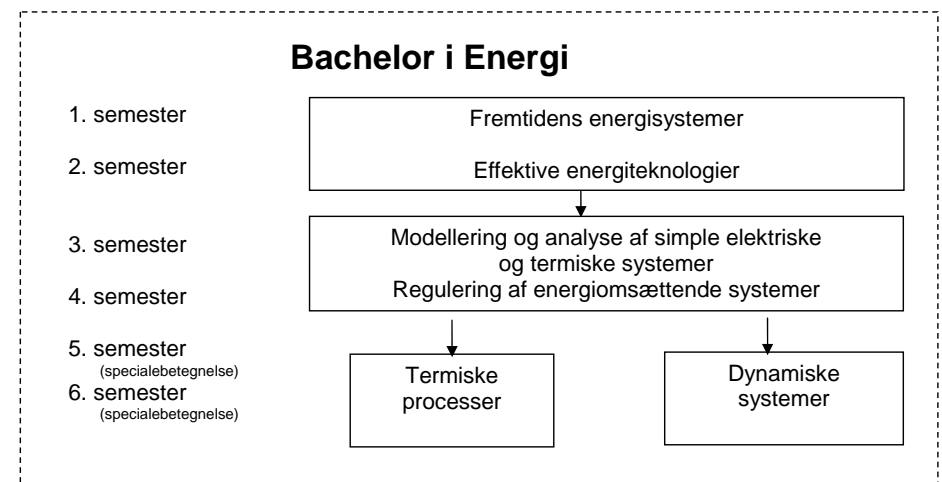 Bachelor i Energi
1. semester
Fremtidens energisystemer
2. semester
Effektive energiteknologier
3. semester
Modellering og analyse af simple elektriske
og termiske systemer
4. semester
Regulering af energiomsættende systemer
5. semester
(specialebetegnelse)
6. semester
(specialebetegnelse)
Termiske
processer
Dynamiske
systemer